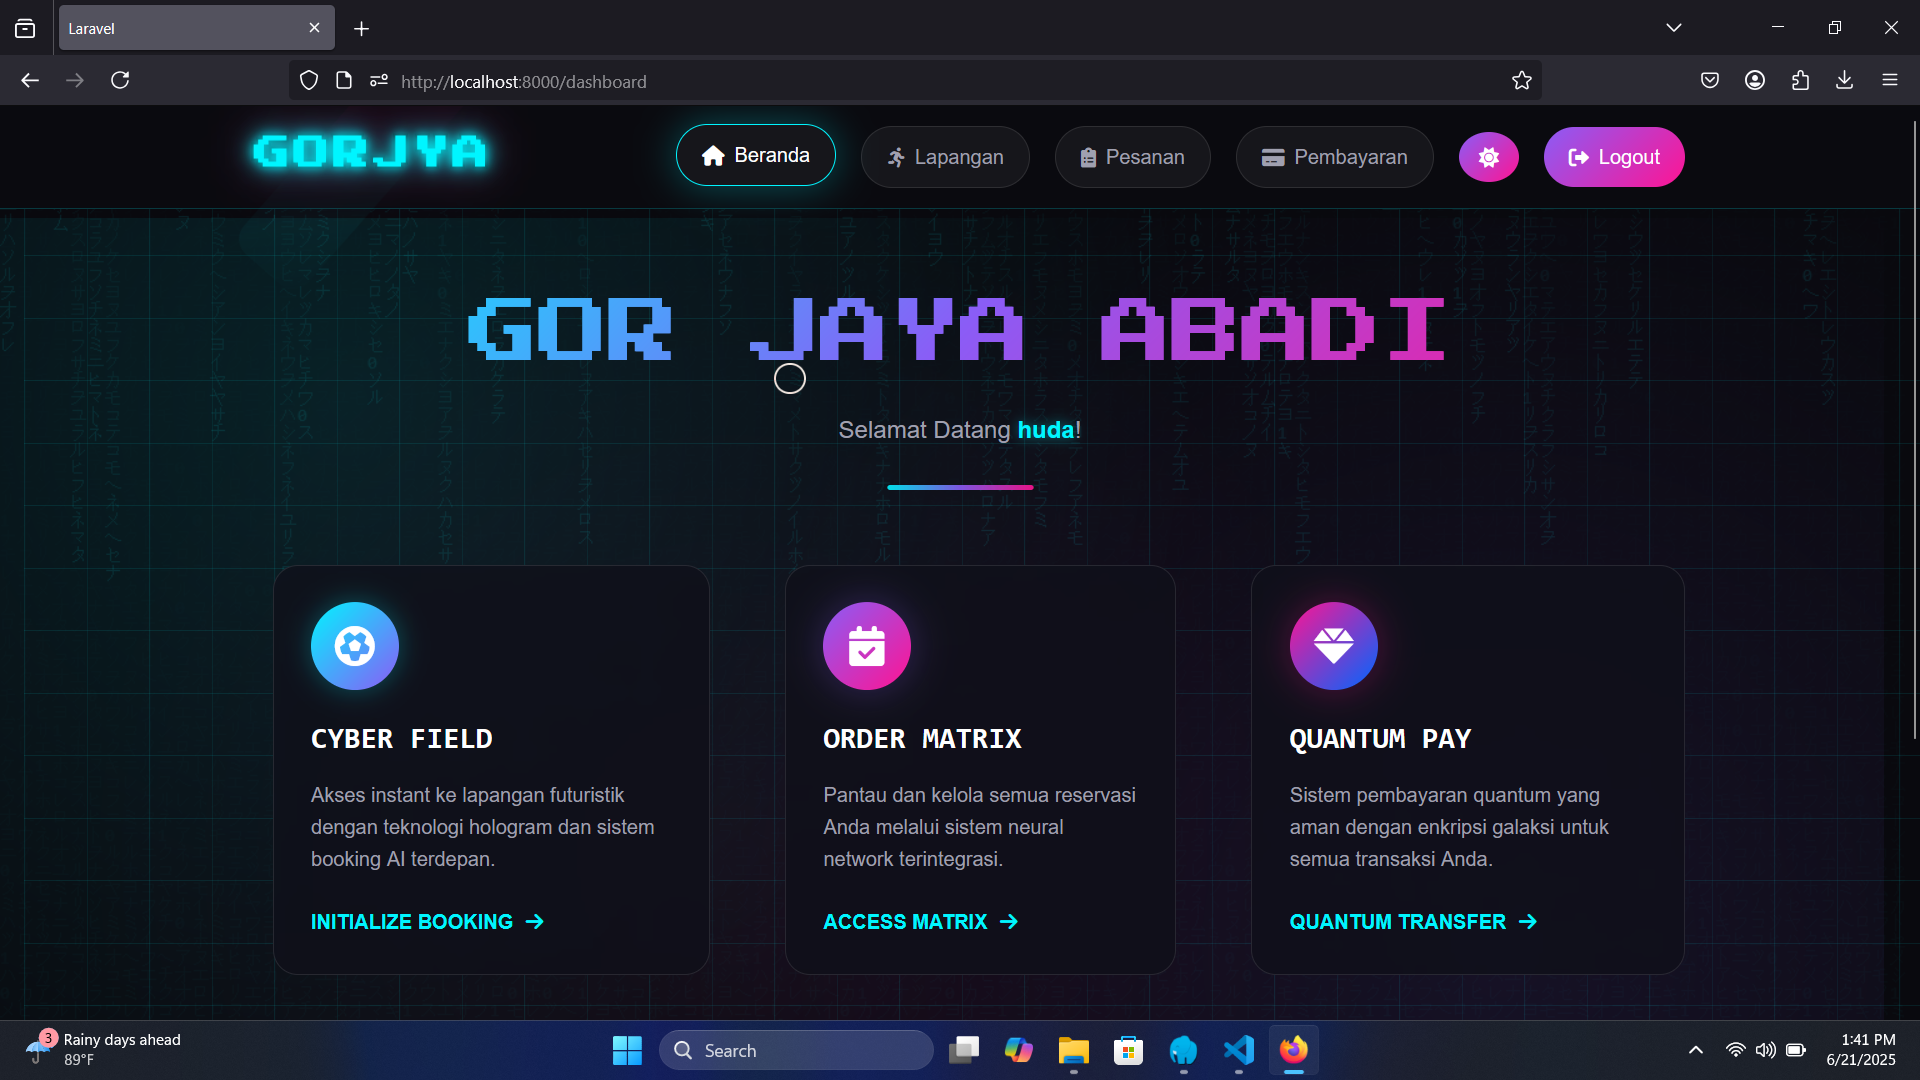 Laravel
http://localhost:8000/dashboard
GORJYA
Beranda
Lapangan
Pesanan
Pembayaran
Logout
GOR JAYA ABADI
Selamat Datang huda!
CYBER FIELD
Akses instant ke lapangan futuristik
dengan teknologi hologram dan sistem
booking AI terdepan.
INITIALIZE BOOKING
ORDER MATRIX
Pantau dan kelola semua reservasi
Anda melalui sistem neural
network terintegrasi.
ACCESS MATRIX
QUANTUM PAY
Sistem pembayaran quantum yang
aman dengan enkripsi galaksi untuk
semua transaksi Anda.
QUANTUM TRANSFER
3
Rainy days ahead
89°F
Search
1:41 PM
6/21/2025